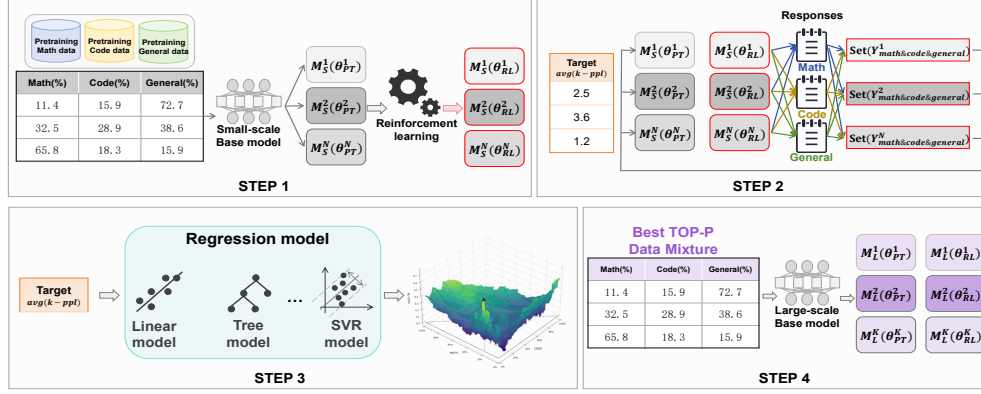 Pretraining Math data
Pretraining Code data
Pretraining General data
Math(%) Code(%) General(%)
11.4 15.9 72.7
32.5 28.9 38.6
65.8 18.3 15.9
Small-scale
Base model
M_S^1(θ_PT^1)
M_S^2(θ_PT^2)
M_S^N(θ_PT^N)
Reinforcement
learning
M_S^1(θ_RL^1)
M_S^2(θ_RL^2)
M_S^N(θ_RL^N)
STEP 1
Target
avg(k-ppl)
2.5
3.6
1.2
M_S^1(θ_PT^1)
M_S^2(θ_PT^2)
M_S^N(θ_PT^N)
M_S^1(θ_RL^1)
M_S^2(θ_RL^2)
M_S^N(θ_RL^N)
Responses
Math
Code
General
Set(Y^1_math&code&general)
Set(Y^2_math&code&general)
Set(Y^N_math&code&general)
STEP 2
Target
avg(k-ppl)
Regression model
Linear
model
Tree
model
...
SVR
model
STEP 3
Best TOP-P
Data Mixture
Math(%) Code(%) General(%)
11.4 15.9 72.7
32.5 28.9 38.6
65.8 18.3 15.9
Large-scale
Base model
M_L^1(θ_PT^1)
M_L^2(θ_PT^2)
M_L^K(θ_PT^K)
M_L^1(θ_RL^1)
M_L^2(θ_RL^2)
M_L^K(θ_RL^K)
STEP 4